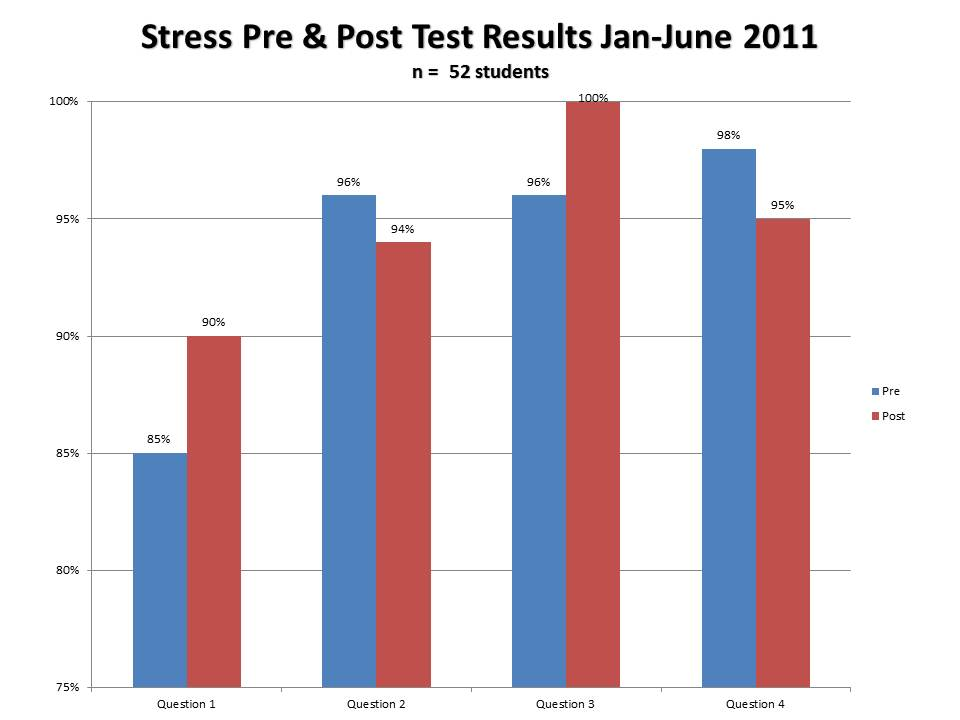 Stress Pre & Post Test Results Jan-June 2011
n = 52 students
100%
95%
90%
85%
80%
75%
85%
90%
96%
94%
96%
100%
98%
95%
Question 1
Question 2
Question 3
Question 4
Pre
Post